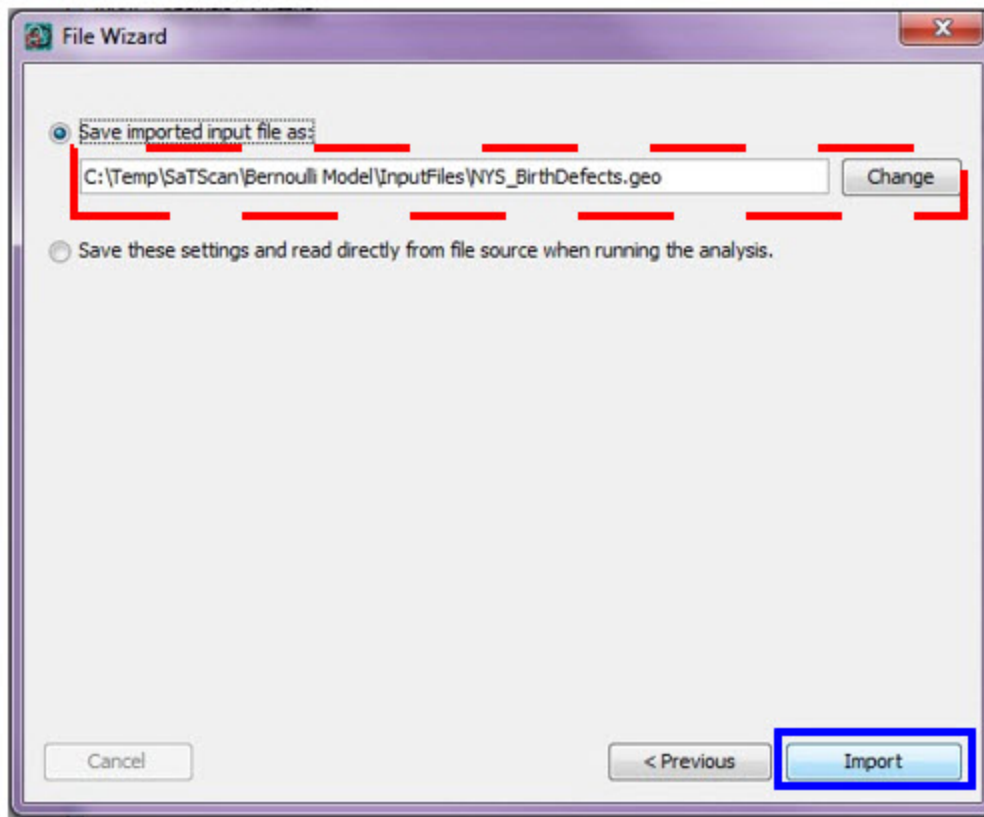 File Wizard
Save imported input file as:
C:\Temp\SaTScan\Bernoulli Model\InputFiles\NYS_BirthDefects.geo
Change
Save these settings and read directly from file source when running the analysis.
Cancel
< Previous
Import